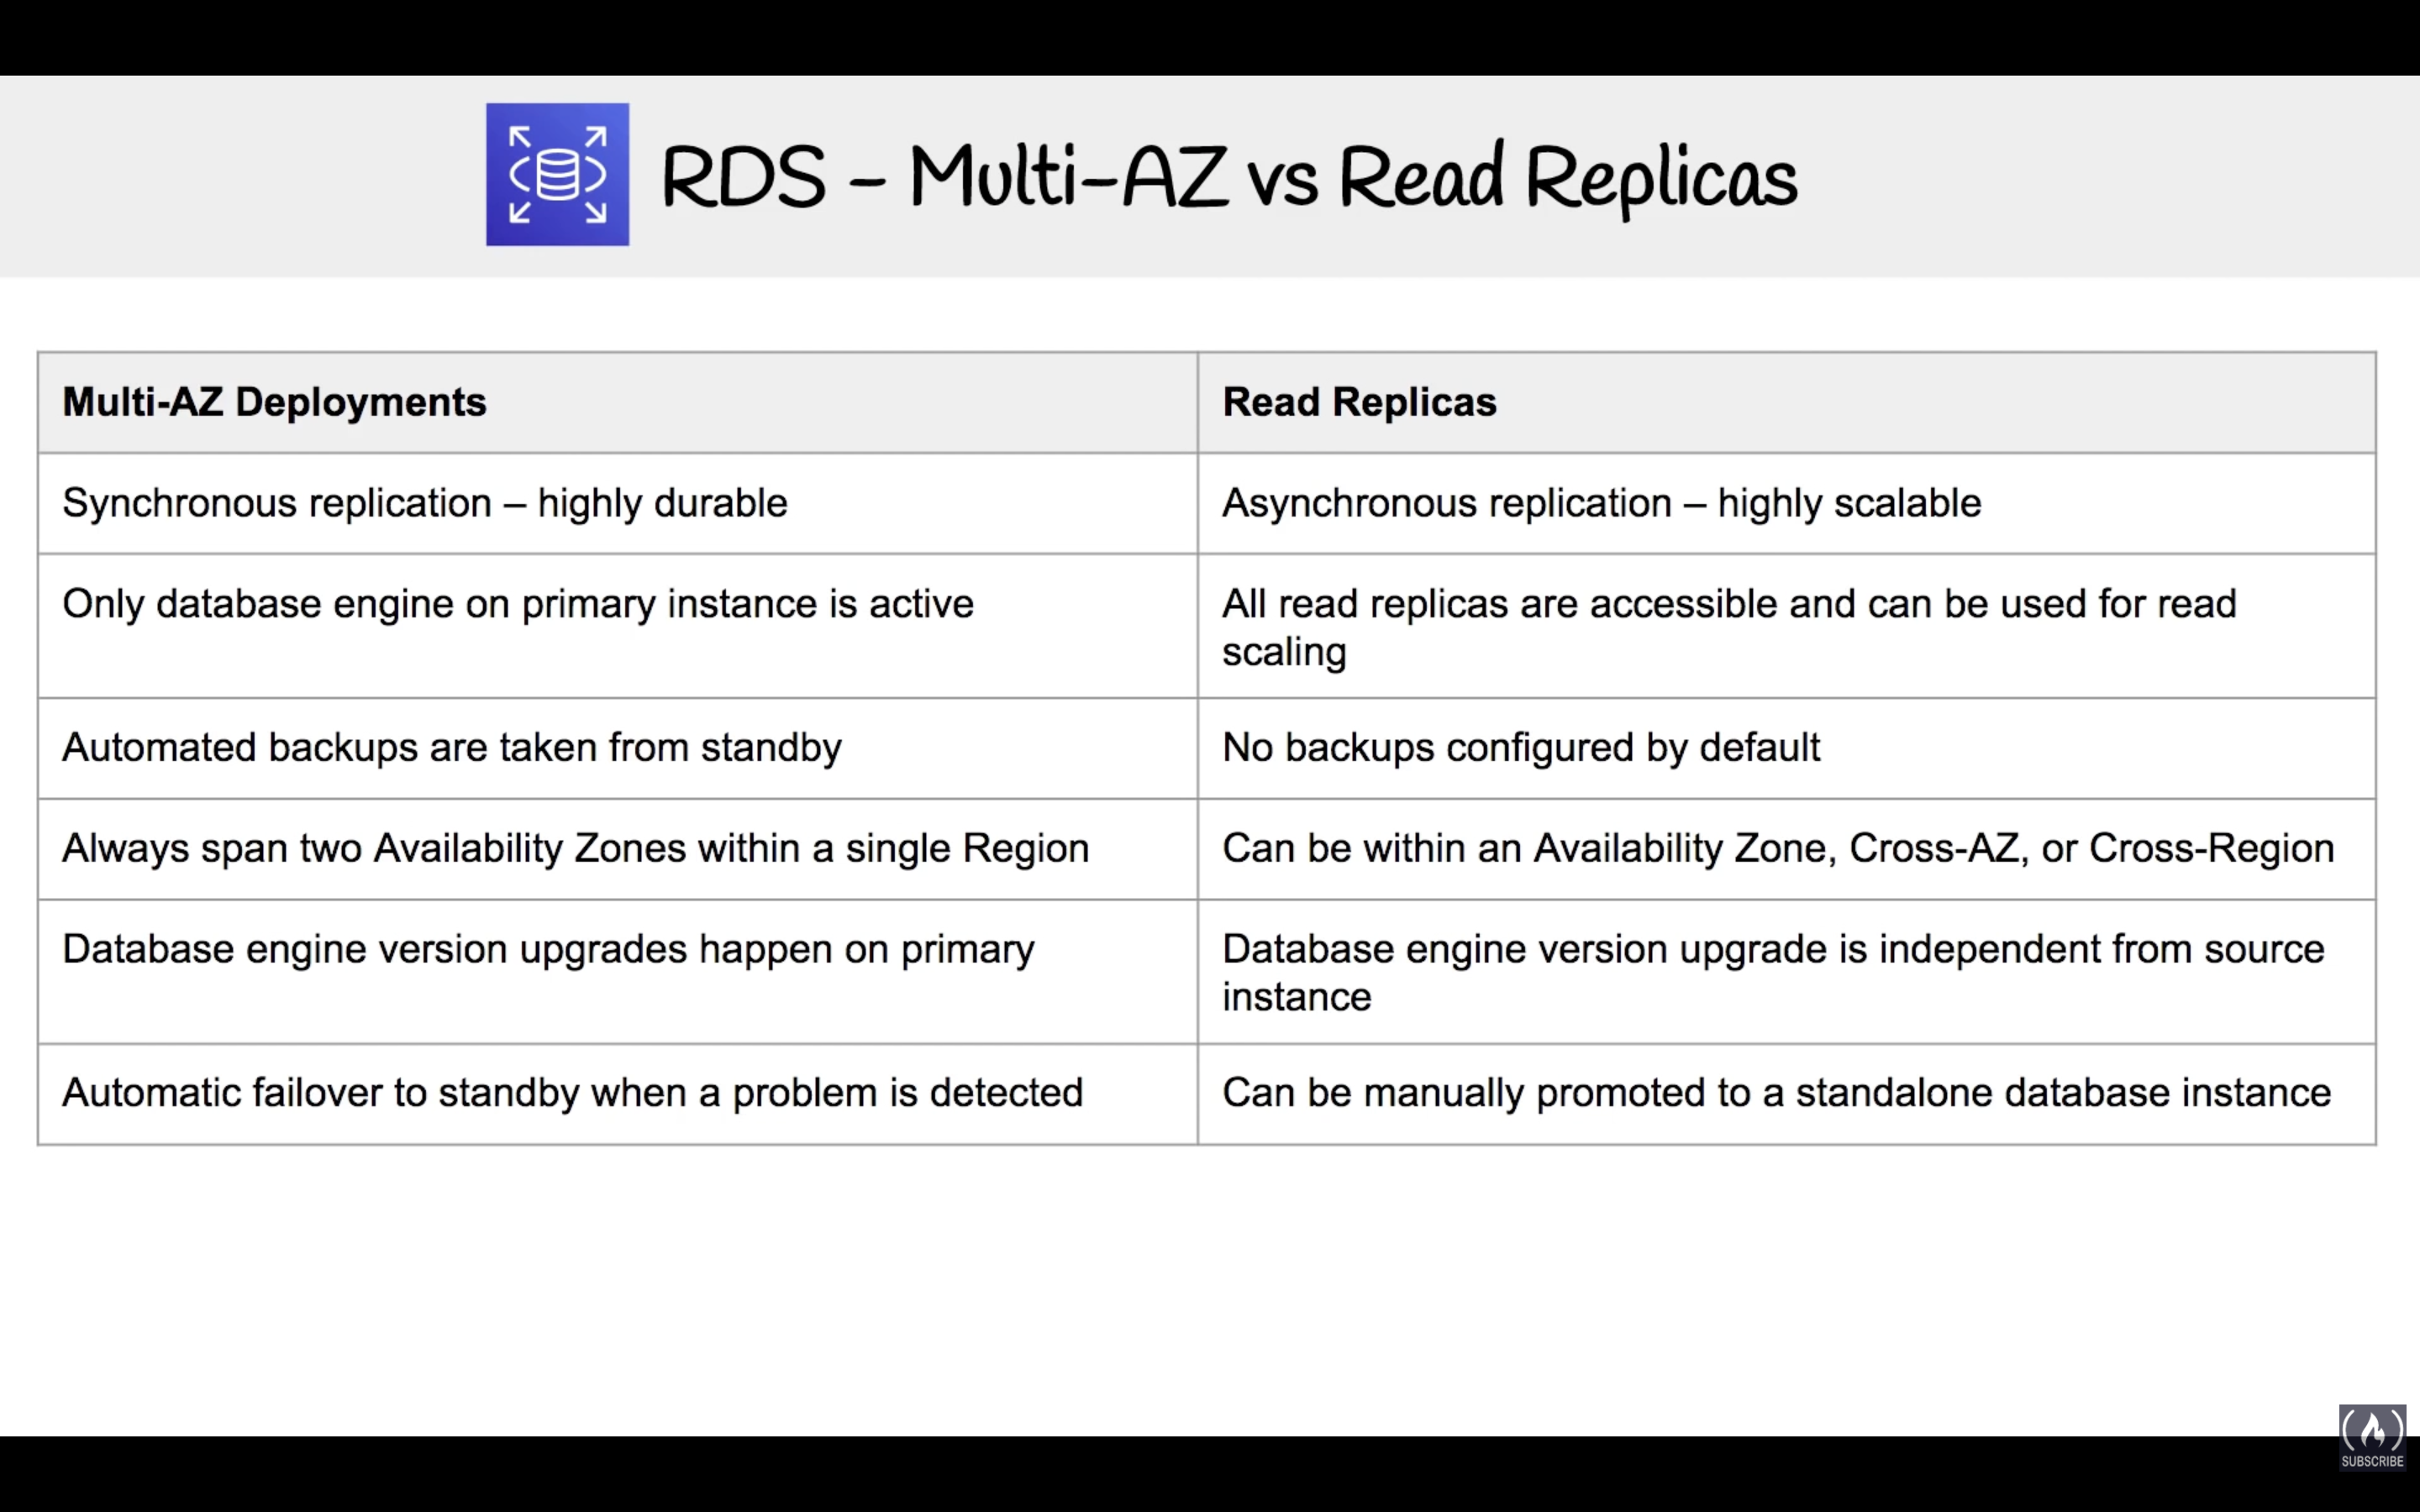 RDS – Multi-AZ vs Read Replicas
Multi-AZ Deployments
Read Replicas
Synchronous replication – highly durable
Asynchronous replication – highly scalable
Only database engine on primary instance is active
All read replicas are accessible and can be used for read
scaling
Automated backups are taken from standby
No backups configured by default
Always span two Availability Zones within a single Region
Can be within an Availability Zone, Cross-AZ, or Cross-Region
Database engine version upgrades happen on primary
Database engine version upgrade is independent from source
instance
Automatic failover to standby when a problem is detected
Can be manually promoted to a standalone database instance
SUBSCRIBE